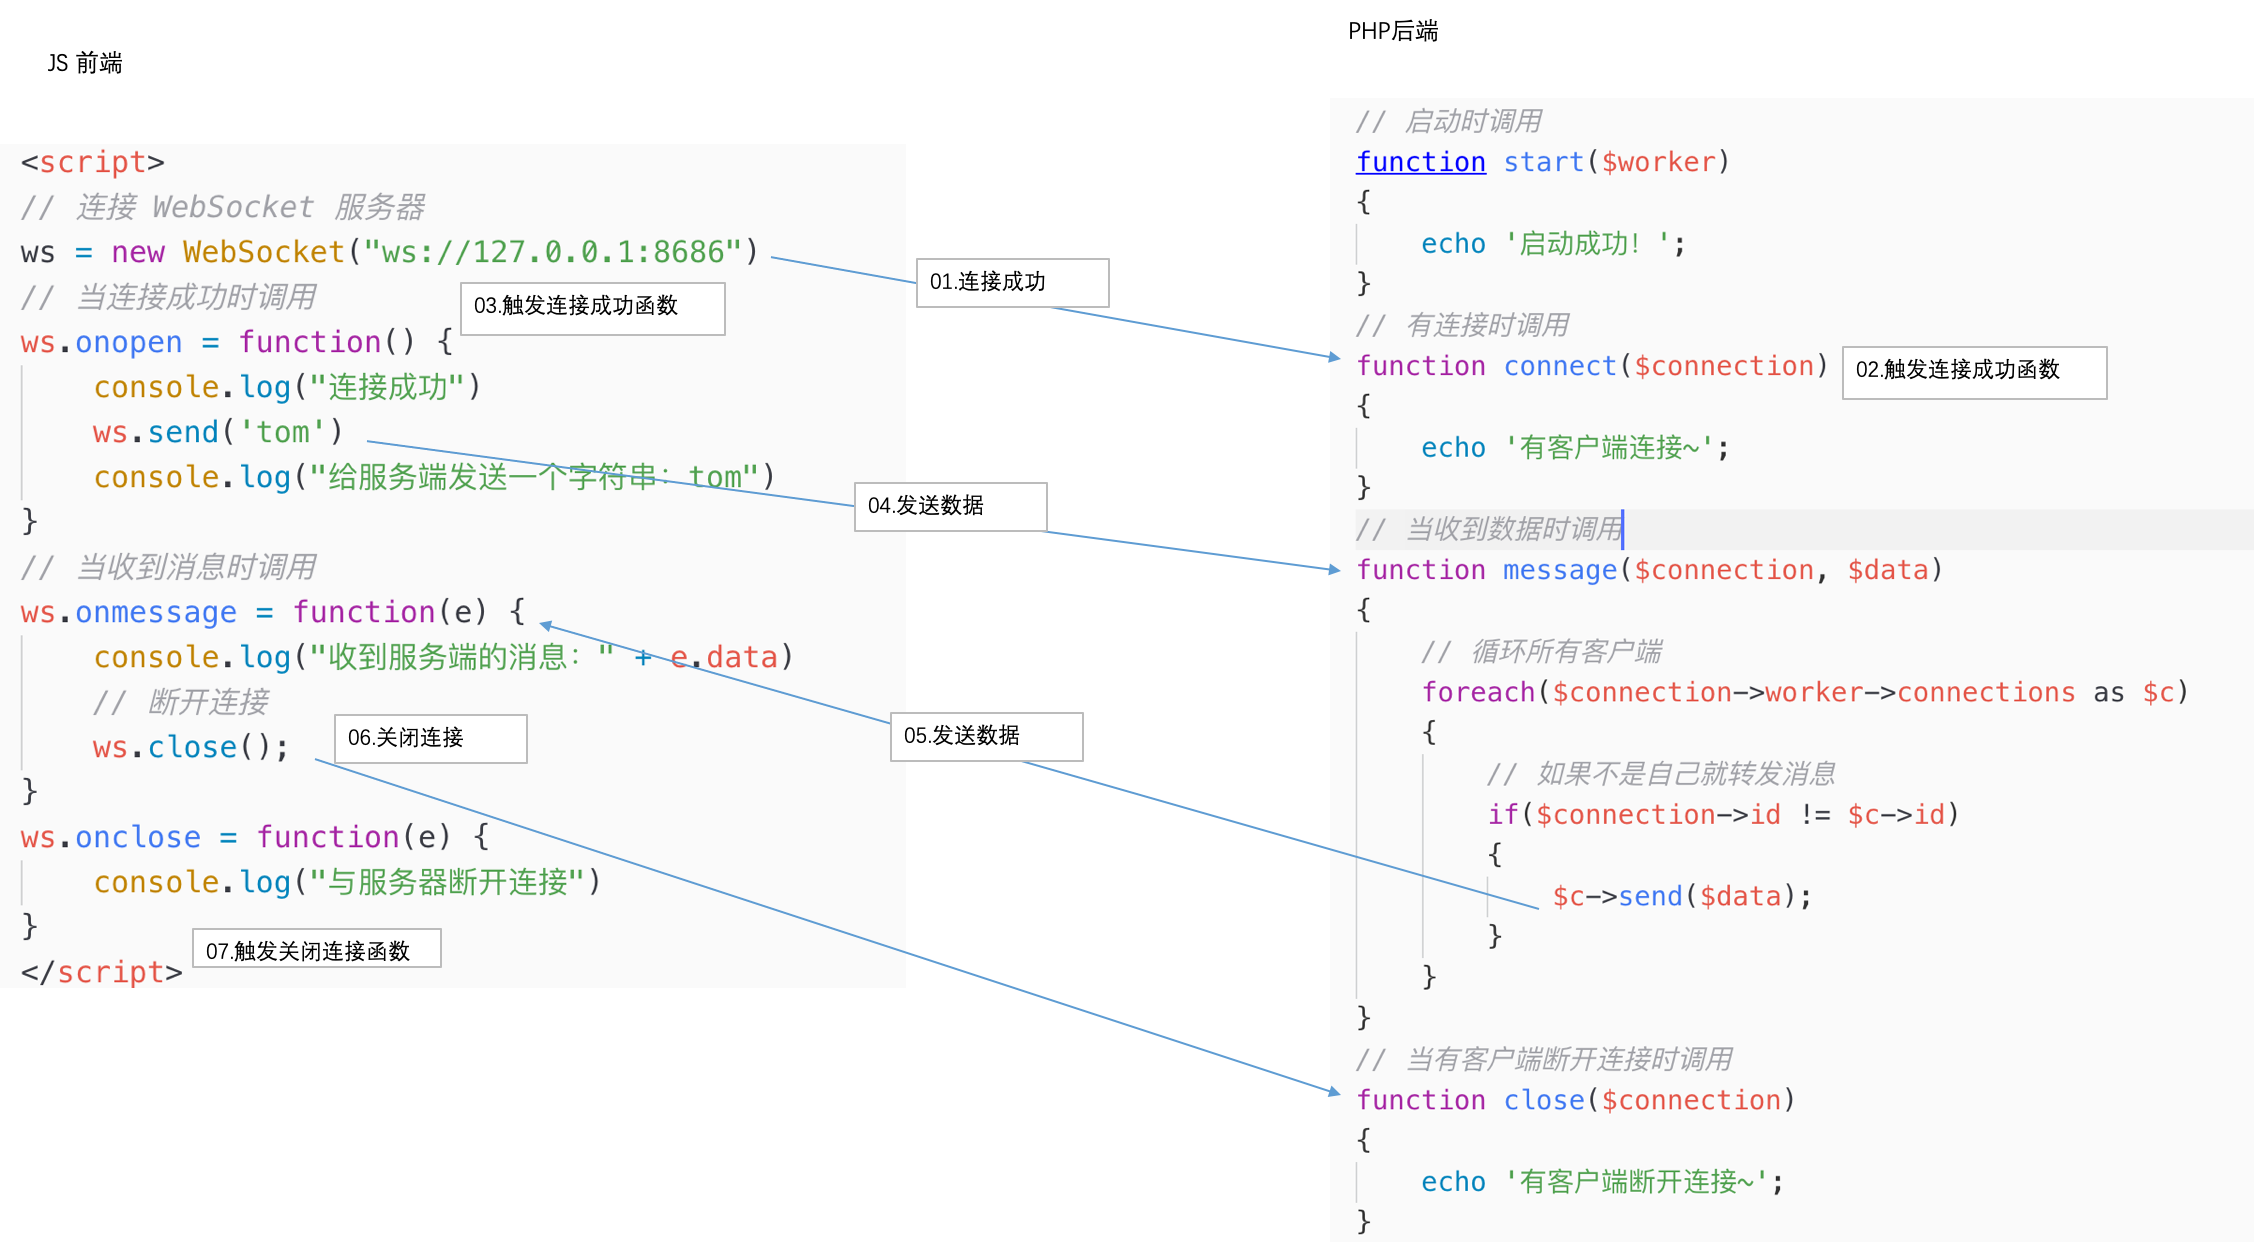 JS 前端
<script>
// 连接 WebSocket 服务器
ws = new WebSocket("ws://127.0.0.1:8686")
// 当连接成功时调用
03.触发连接成功函数
ws.onopen = function() {
console.log("连接成功")
ws.send('tom')
console.log("给服务端发送一个字符串：tom")
}
// 当收到消息时调用
ws.onmessage = function(e) {
console.log("收到服务端的消息：" + e.data)
// 断开连接
ws.close();
06.关闭连接
}
ws.onclose = function(e) {
console.log("与服务器断开连接")
}
07.触发关闭连接函数
</script>
01.连接成功
04.发送数据
05.发送数据
PHP后端
// 启动时调用
function start($worker)
{
echo '启动成功！';
}
// 有连接时调用
function connect($connection)
02.触发连接成功函数
{
echo '有客户端连接~';
}
// 当收到数据时调用
function message($connection, $data)
{
// 循环所有客户端
foreach($connection->worker->connections as $c)
{
// 如果不是自己就转发消息
if($connection->id != $c->id)
{
$c->send($data);
}
}
}
// 当有客户端断开连接时调用
function close($connection)
{
echo '有客户端断开连接~';
}